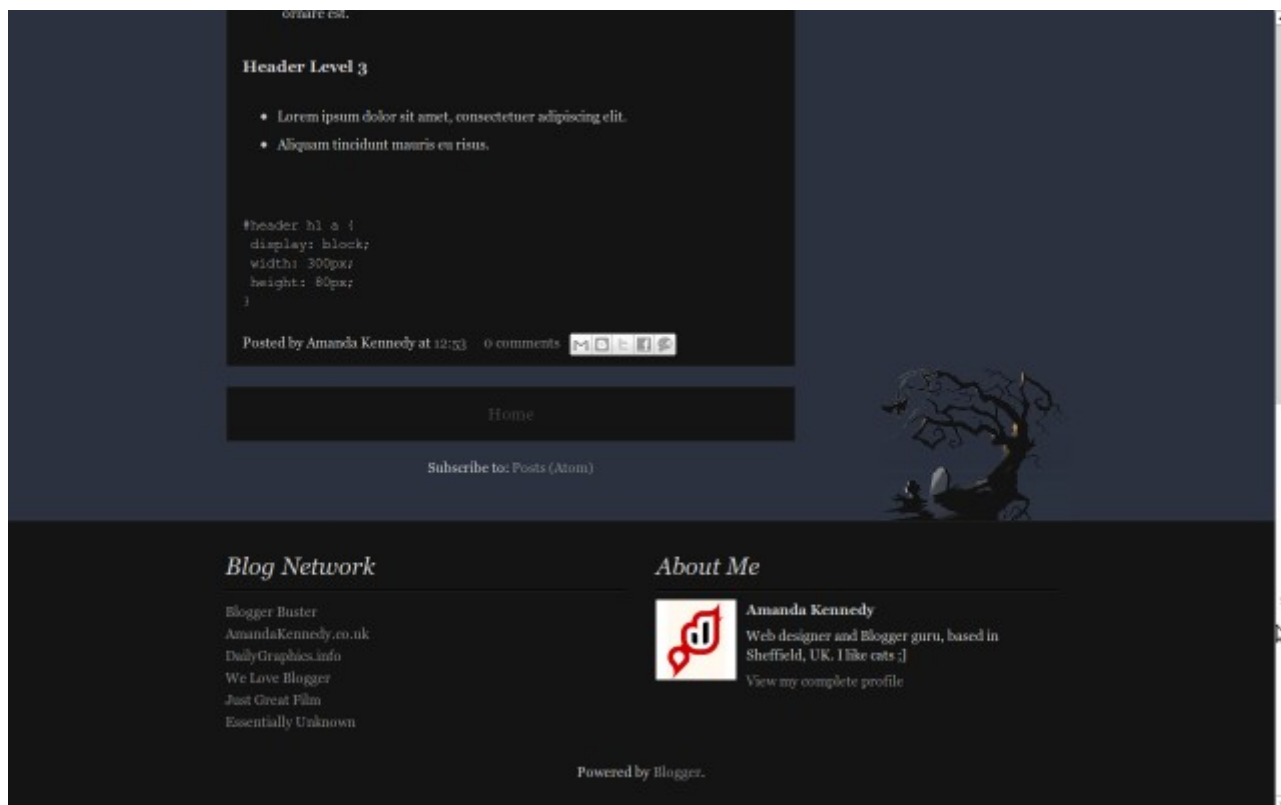 ornare est.
Header Level 3
• Lorem ipsum dolor sit amet, consectetuer adipiscing elit.
• Aliquam tincidunt mauris eu risus.
#header h1 a {
display: block;
width: 300px;
height: 80px;
}
Posted by Amanda Kennedy at 12:53 0 comments
Home
Subscribe to: Posts (Atom)
Blog Network
Blogger Buster
AmandaKennedy.co.uk
DailyGraphics.info
We Love Blogger
Just Great Film
Essentially Unknown
About Me
Amanda Kennedy
Web designer and Blogger guru, based in
Sheffield, UK. I like cats ;]
View my complete profile
Powered by Blogger.